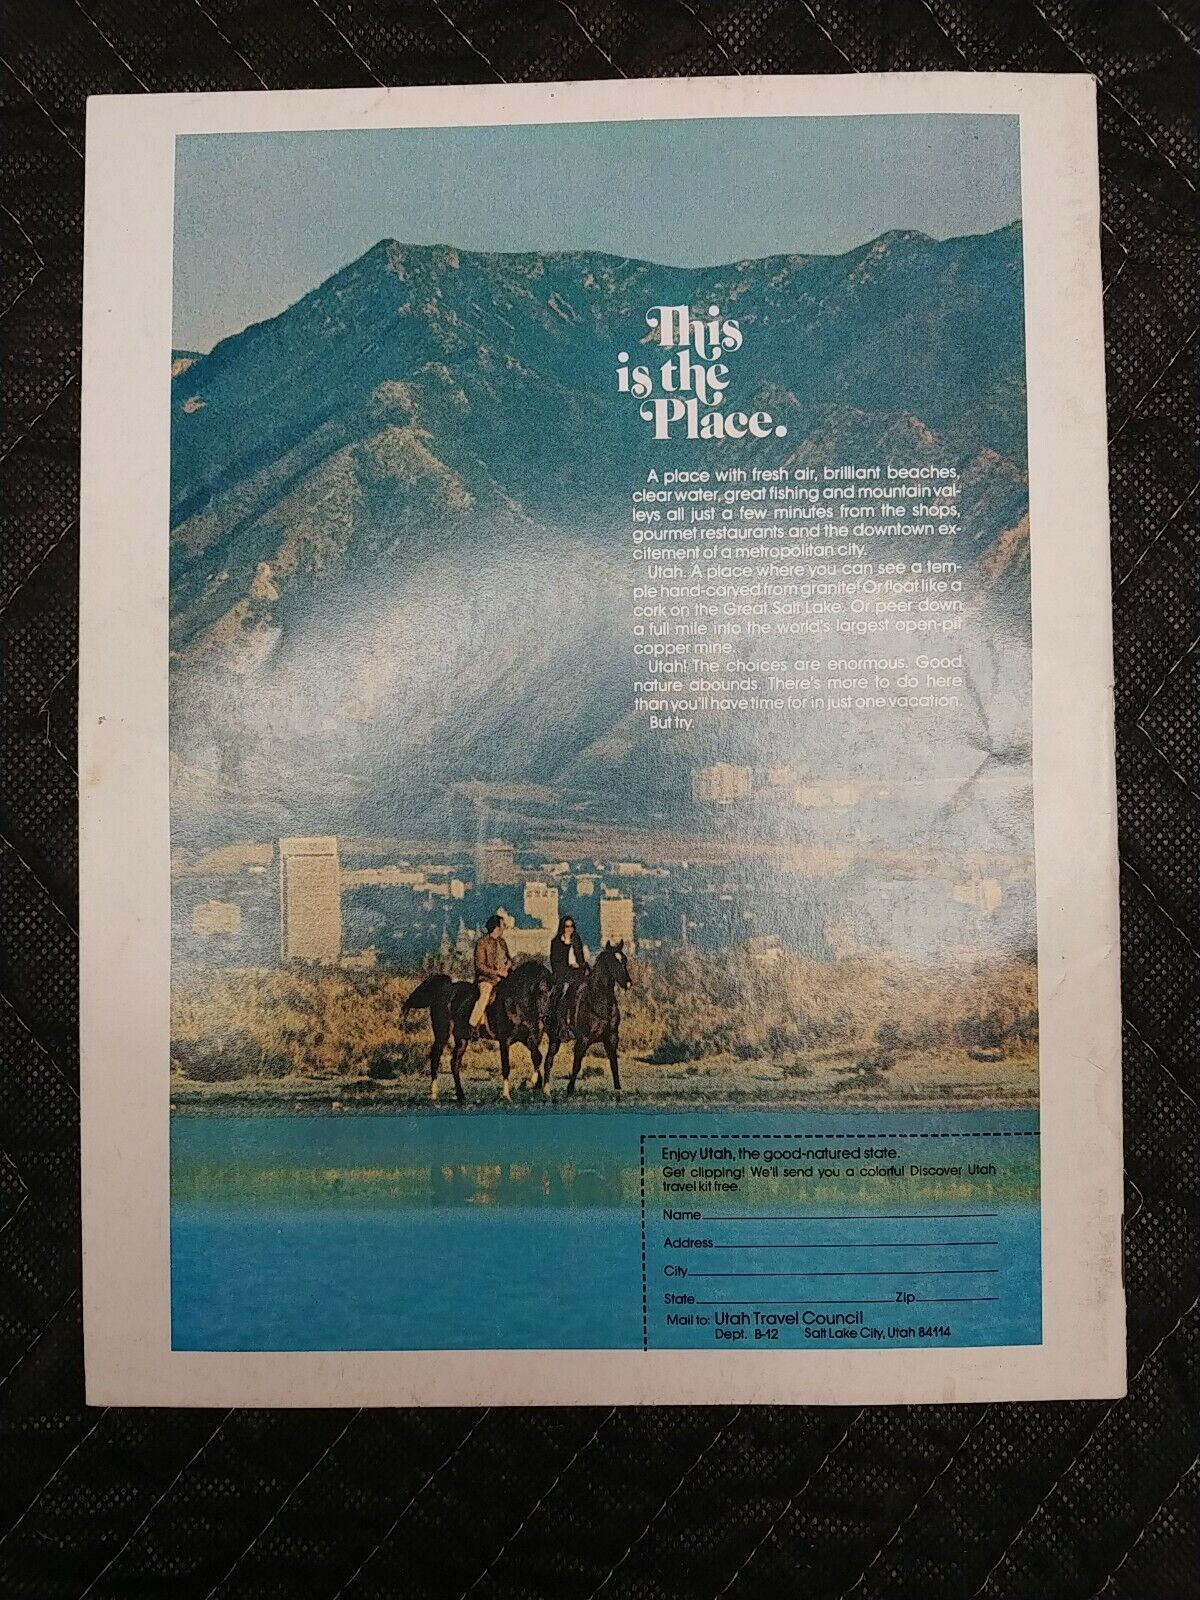 This
is the
Place.
A place with fresh air, brilliant beaches,
clear water, great fishing and mountain val-
leys all just a few minutes from the shops,
gourmet restaurants and the downtown ex-
citement of a metropolitan city.
Utah. A place where you can see a tem-
ple hand-carved from granite! Or float like a
cork on the Great Salt Lake. Or peer down
a full mile into the world's largest open-pit
copper mine.
Utah! The choices are enormous. Good
nature abounds. There's more to do here
than you'll have time for in just one vacation.
But try.
Enjoy Utah, the good-natured state.
Get clipping! We'll send you a colorful Discover Utah
travel kit free.
Name
Address
City
State Zip
Mail to: Utah Travel Council
Dept. B-12 Salt Lake City, Utah 84114